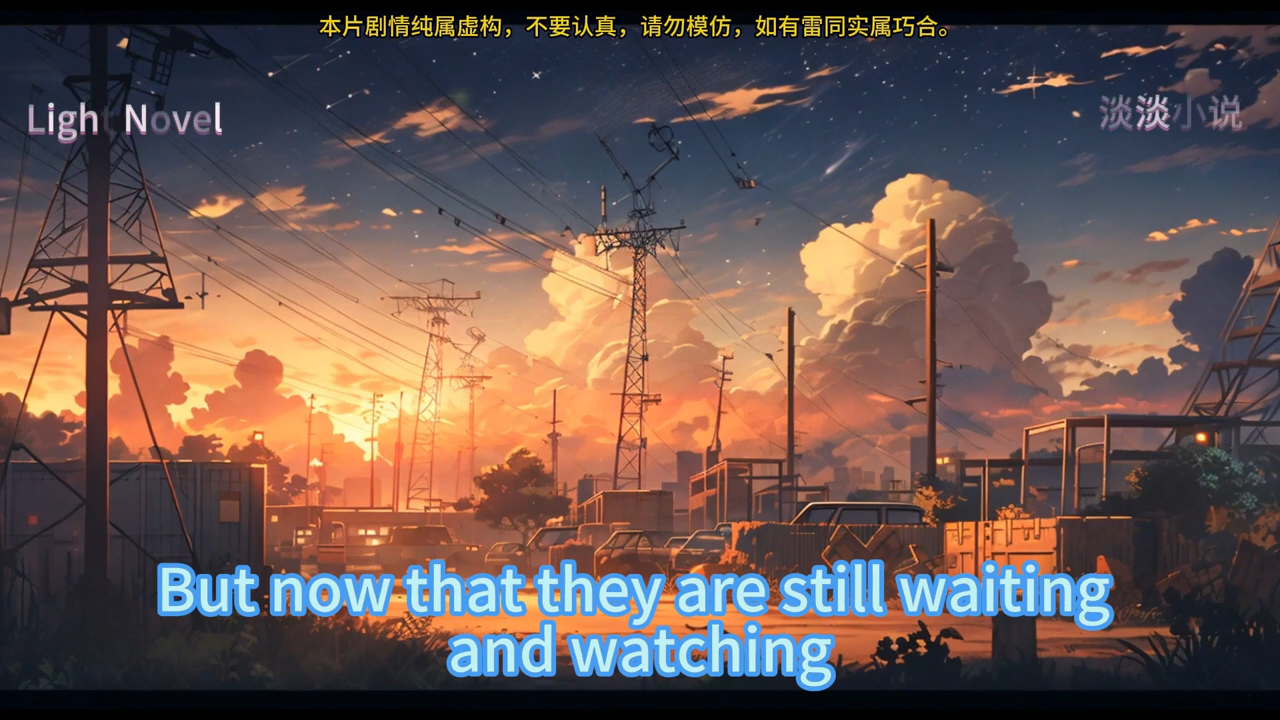 本片剧情纯属虚构，不要认真，请勿模仿，如有雷同实属巧合。
Light Novel
淡淡小说
But now that they are still waiting
and watching